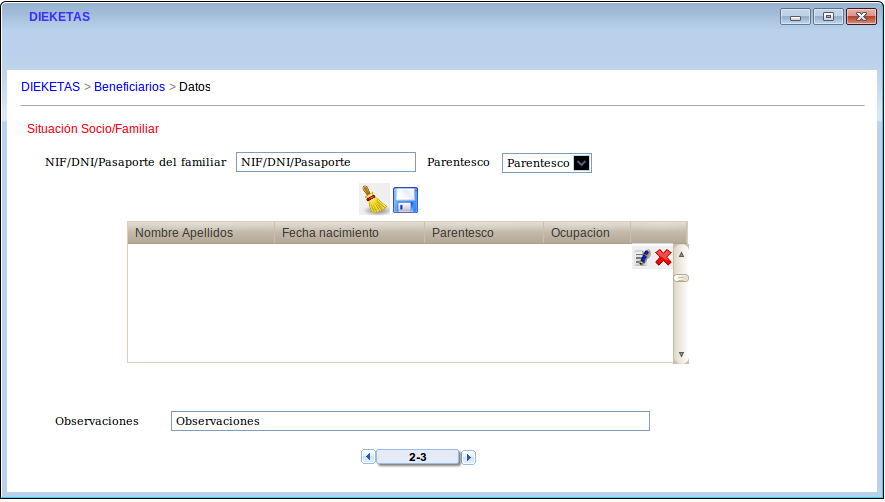 DIEKETAS
DIEKETAS > Beneficiarios > Datos
Situación Socio/Familiar
NIF/DNI/Pasaporte del familiar NIF/DNI/Pasaporte Parentesco Parentesco
Nombre Apellidos Fecha nacimiento Parentesco Ocupacion
Observaciones Observaciones
2-3